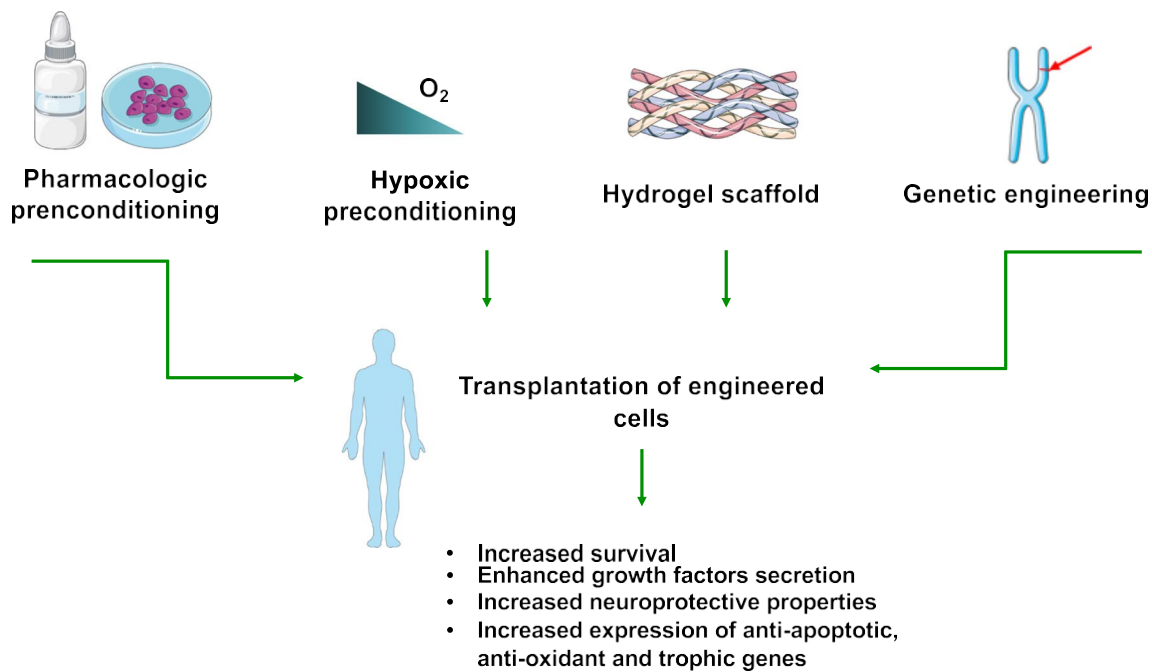 O₂
Pharmacologic
prenconditioning
Hypoxic
preconditioning
Hydrogel scaffold
Genetic engineering
Transplantation of engineered
cells
• Increased survival
• Enhanced growth factors secretion
• Increased neuroprotective properties
• Increased expression of anti-apoptotic,
anti-oxidant and trophic genes